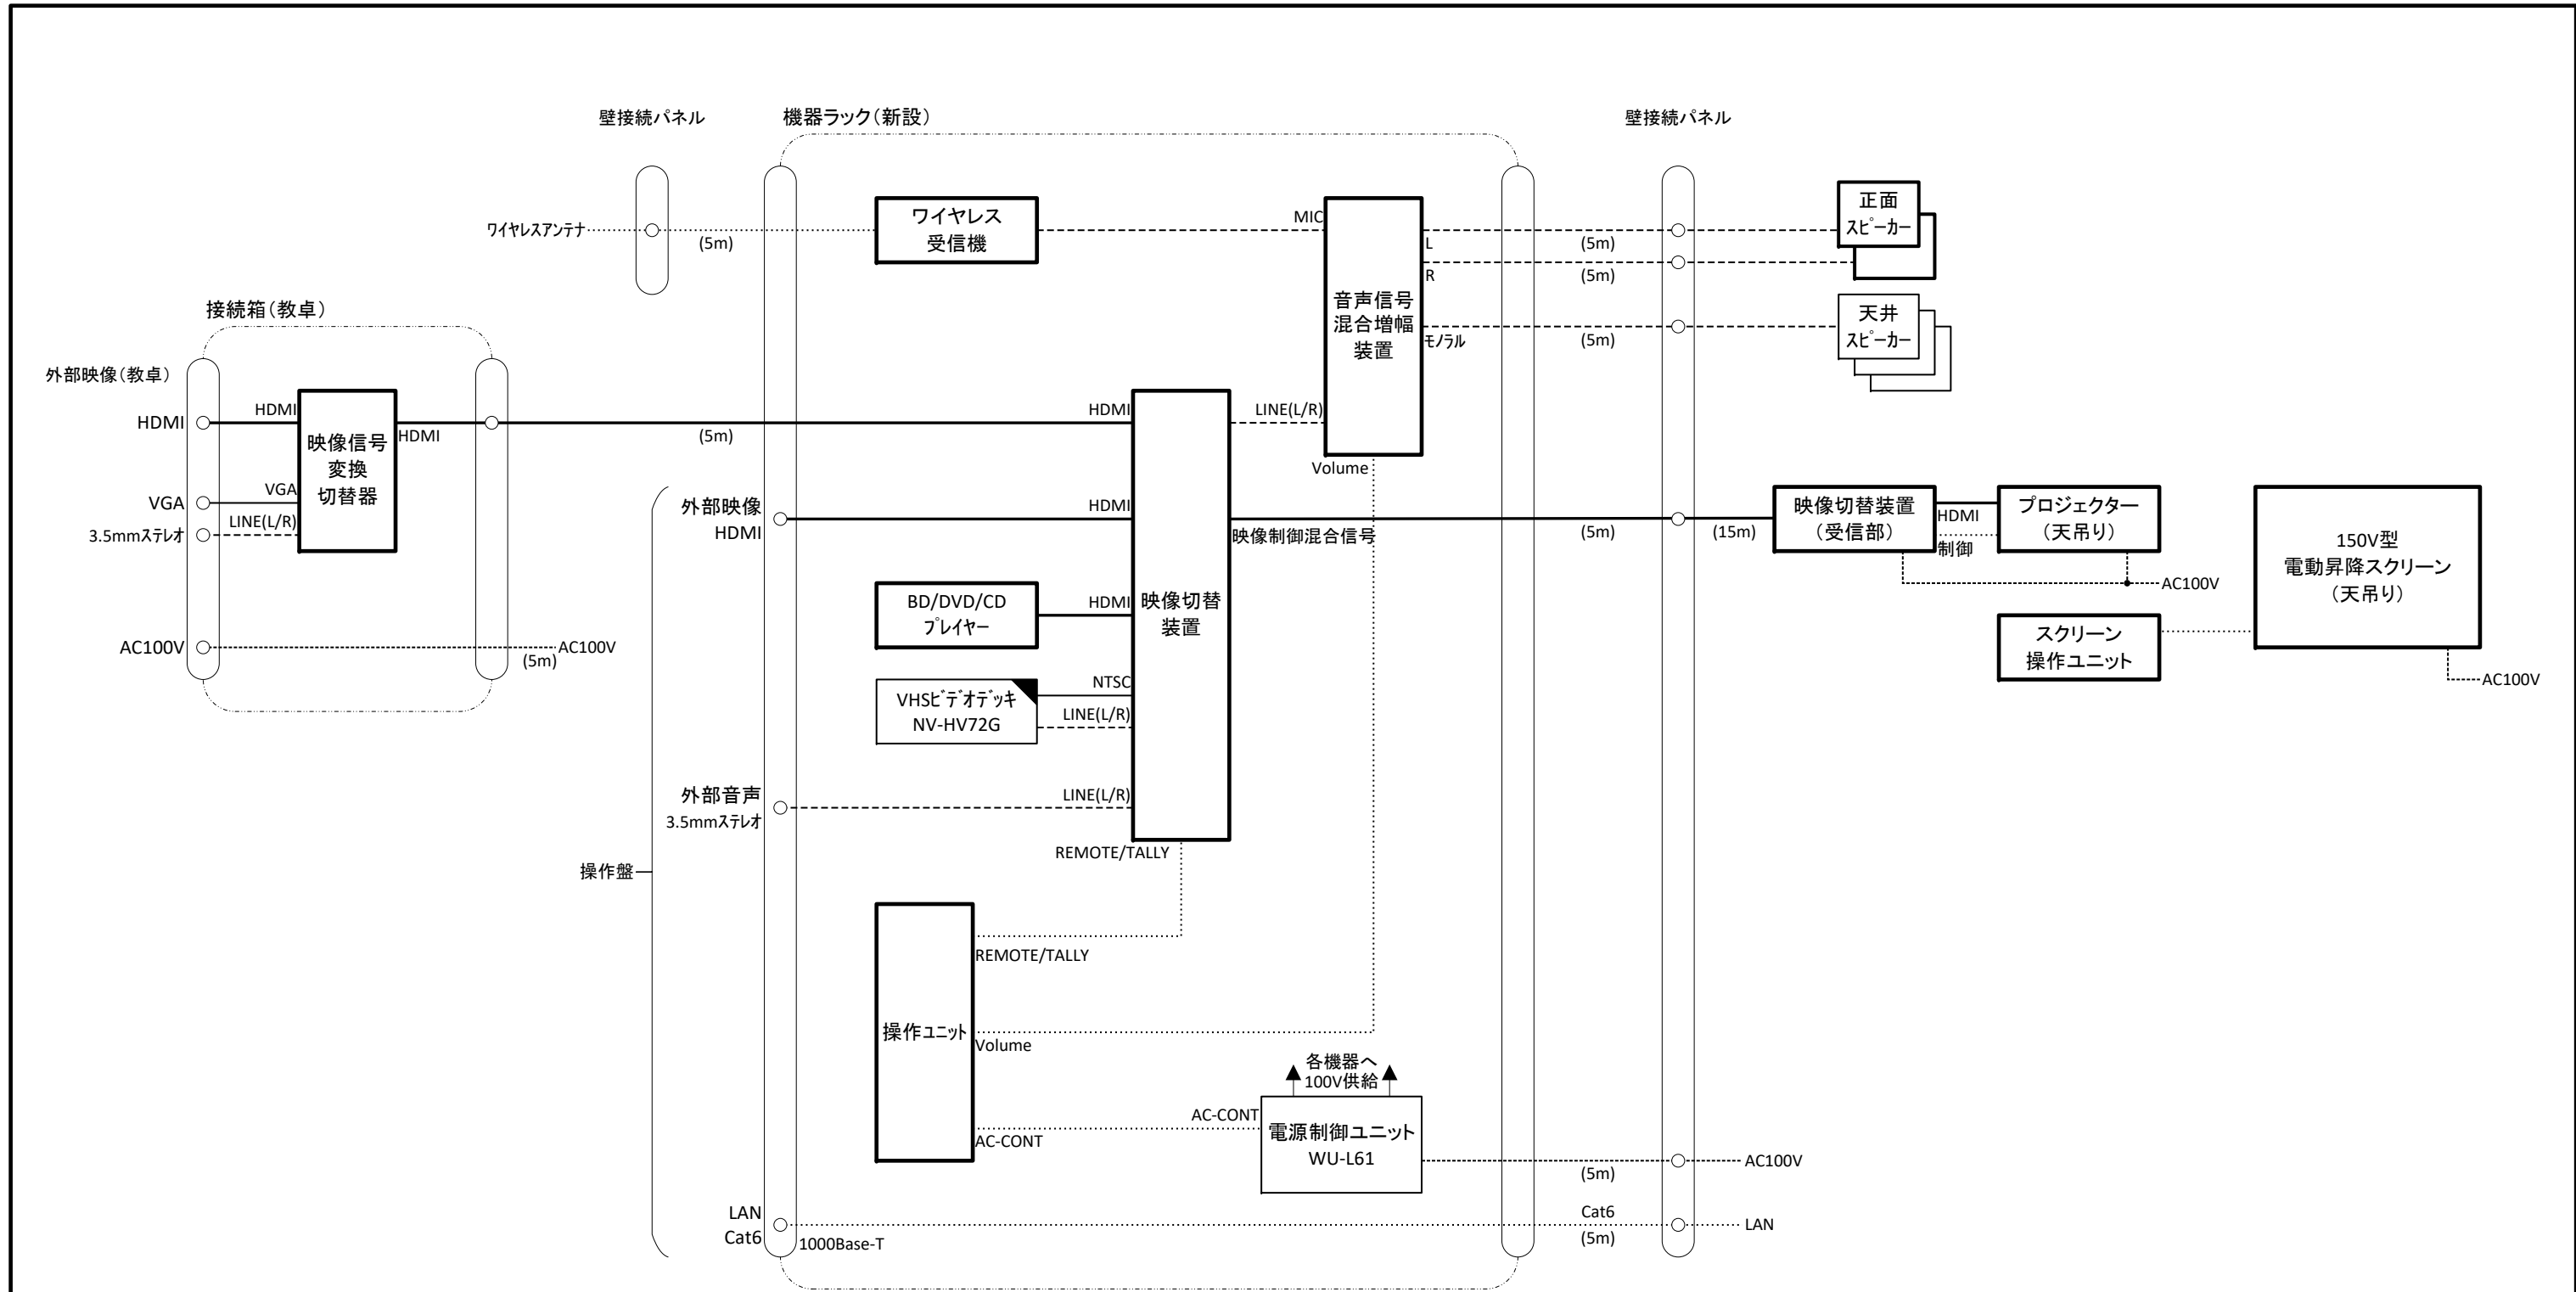 壁接続パネル
機器ラック（新設）
壁接続パネル
ワイヤレスアンテナ
(5m)
ワイヤレス
受信機
MIC
L
R
(5m)
(5m)
正面
スピーカー
音声信号
混合増幅
装置
モノラル
(5m)
天井
スピーカー
接続箱（教卓）
外部映像（教卓）
HDMI
HDMI
映像信号
変換
切替器
HDMI
(5m)
HDMI
LINE(L/R)
Volume
VGA
VGA
3.5mmステレオ
LINE(L/R)
AC100V
(5m)
AC100V
外部映像
HDMI
HDMI
映像制御混合信号
(5m)
(15m)
映像切替装置
（受信部）
HDMI
制御
プロジェクター
（天吊り）
AC100V
150V型
電動昇降スクリーン
（天吊り）
スクリーン
操作ユニット
AC100V
BD/DVD/CD
プレイヤー
HDMI
映像切替
装置
VHSビデオデッキ
NV-HV72G
NTSC
LINE(L/R)
外部音声
3.5mmステレオ
LINE(L/R)
REMOTE/TALLY
操作盤
REMOTE/TALLY
操作ユニット
Volume
各機器へ
100V供給
AC-CONT
AC-CONT
電源制御ユニット
WU-L61
(5m)
AC100V
LAN
Cat6
1000Base-T
Cat6
(5m)
LAN